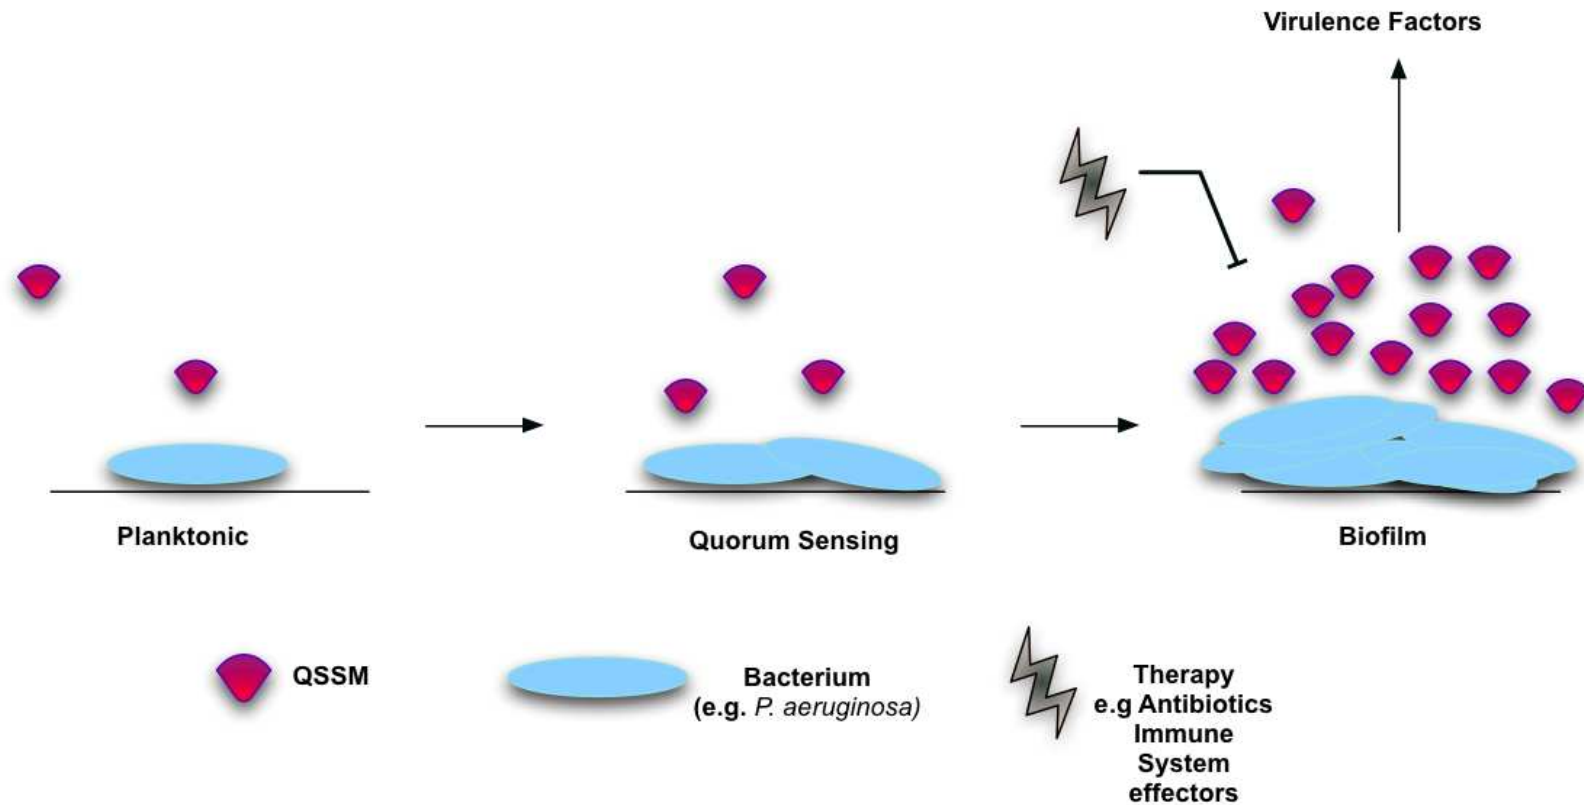 Virulence Factors
Planktonic
Quorum Sensing
Biofilm
QSSM
Bacterium
(e.g. P. aeruginosa)
Therapy
e.g Antibiotics
Immune
System
effectors